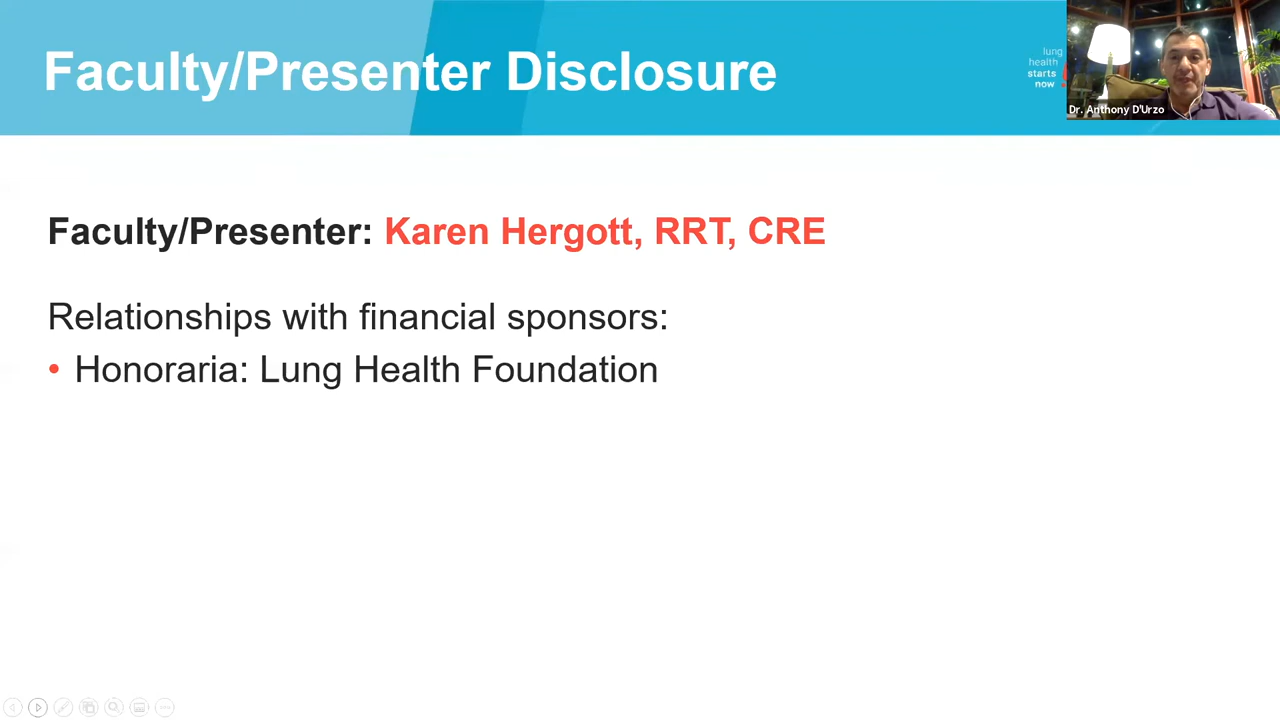 Faculty/Presenter Disclosure
lung
health
starts
now
Dr. Anthony D'Urzo
Faculty/Presenter: Karen Hergott, RRT, CRE
Relationships with financial sponsors:
• Honoraria: Lung Health Foundation